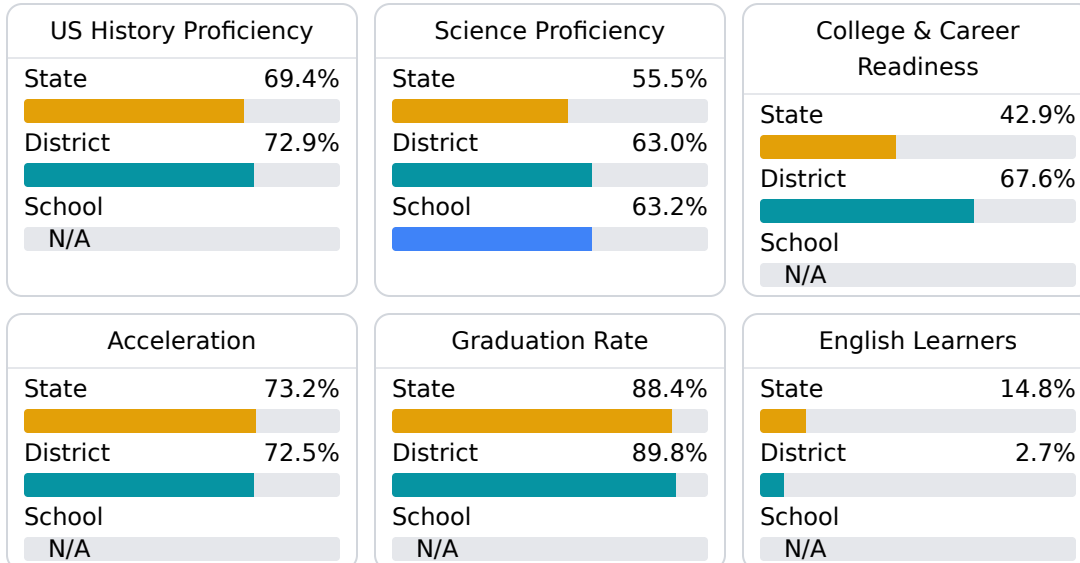 US History Proficiency
State 69.4%
District 72.9%
School
N/A
Science Proficiency
State 55.5%
District 63.0%
School 63.2%
College & Career
Readiness
State 42.9%
District 67.6%
School
N/A
Acceleration
State 73.2%
District 72.5%
School
N/A
Graduation Rate
State 88.4%
District 89.8%
School
N/A
English Learners
State 14.8%
District 2.7%
School
N/A